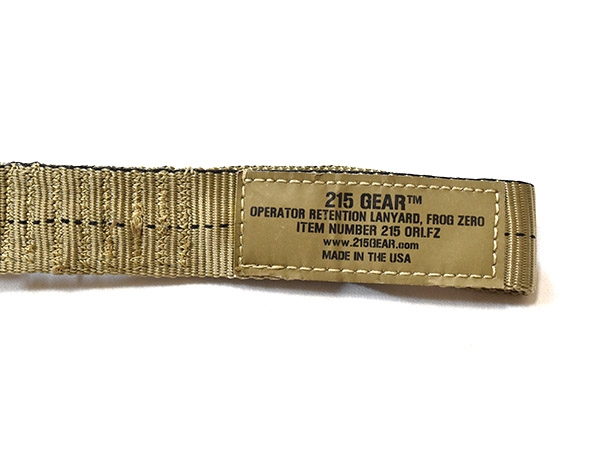 215 GEAR™
OPERATOR RETENTION LANYARD, FROG ZERO
ITEM NUMBER 215 ORLFZ
www.215GEAR.com
MADE IN THE USA